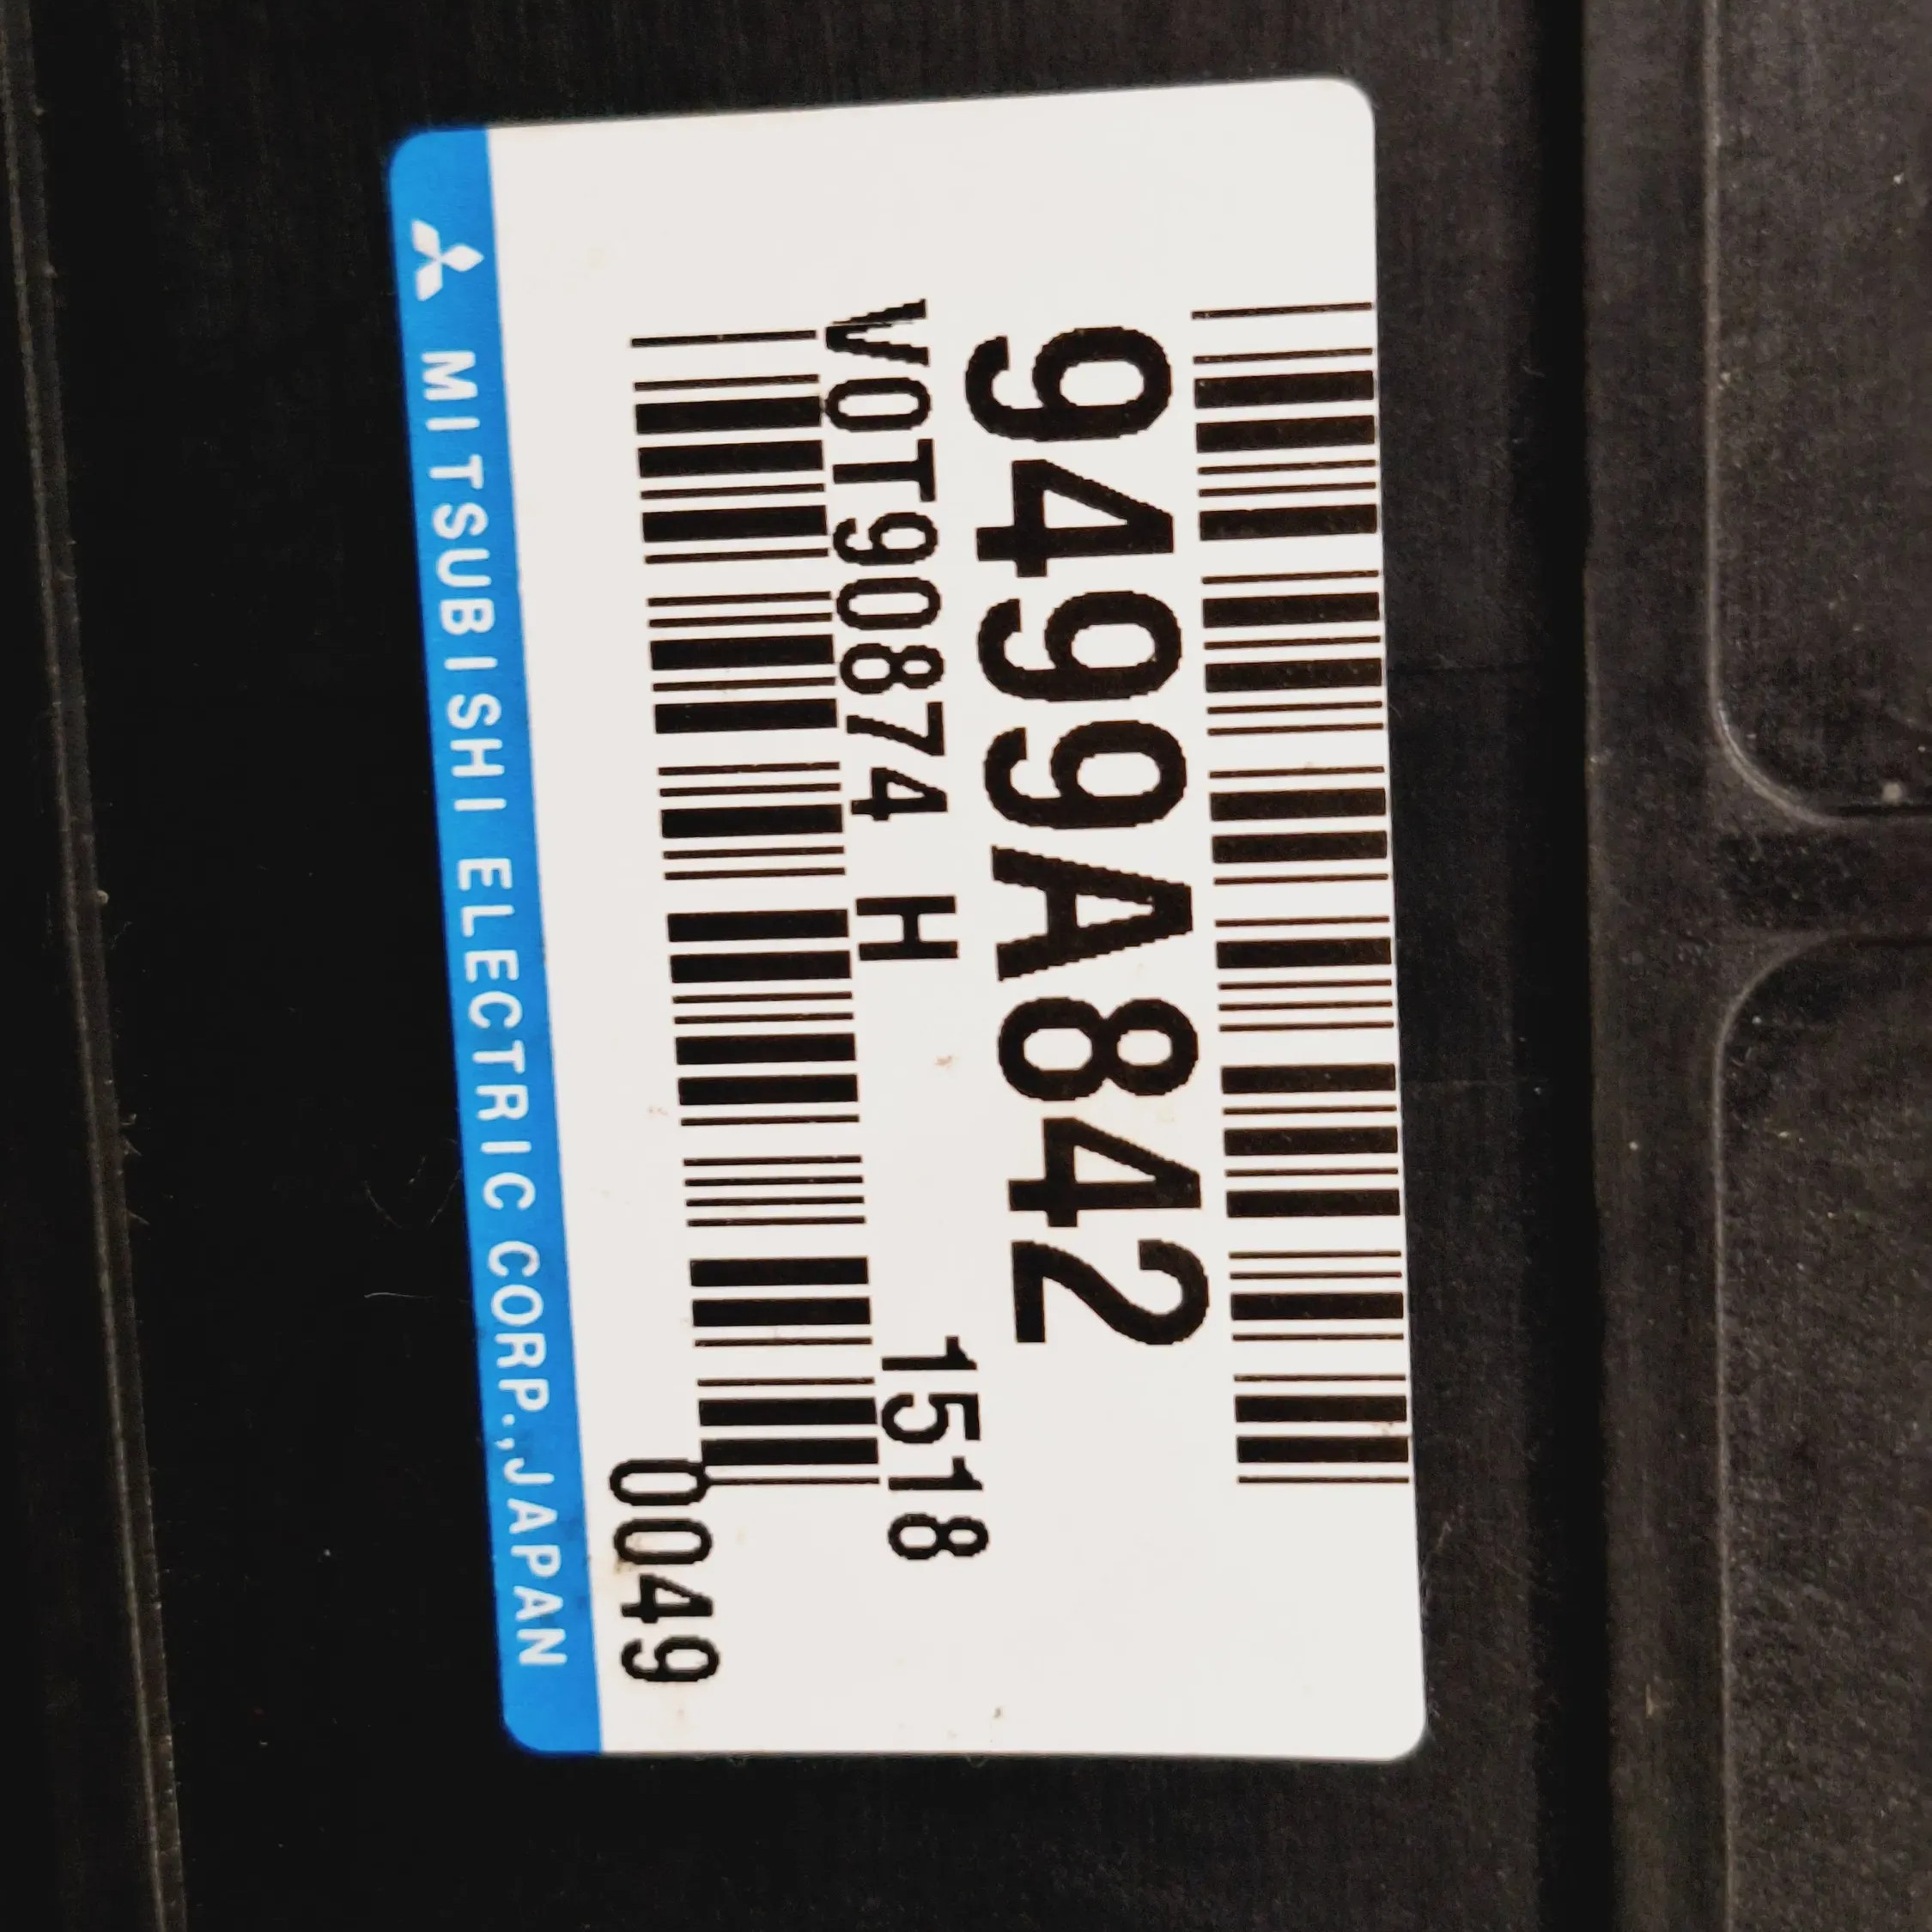 9499A842
V0T90874 H 1518
0049
MITSUBISHI ELECTRIC CORP.,JAPAN